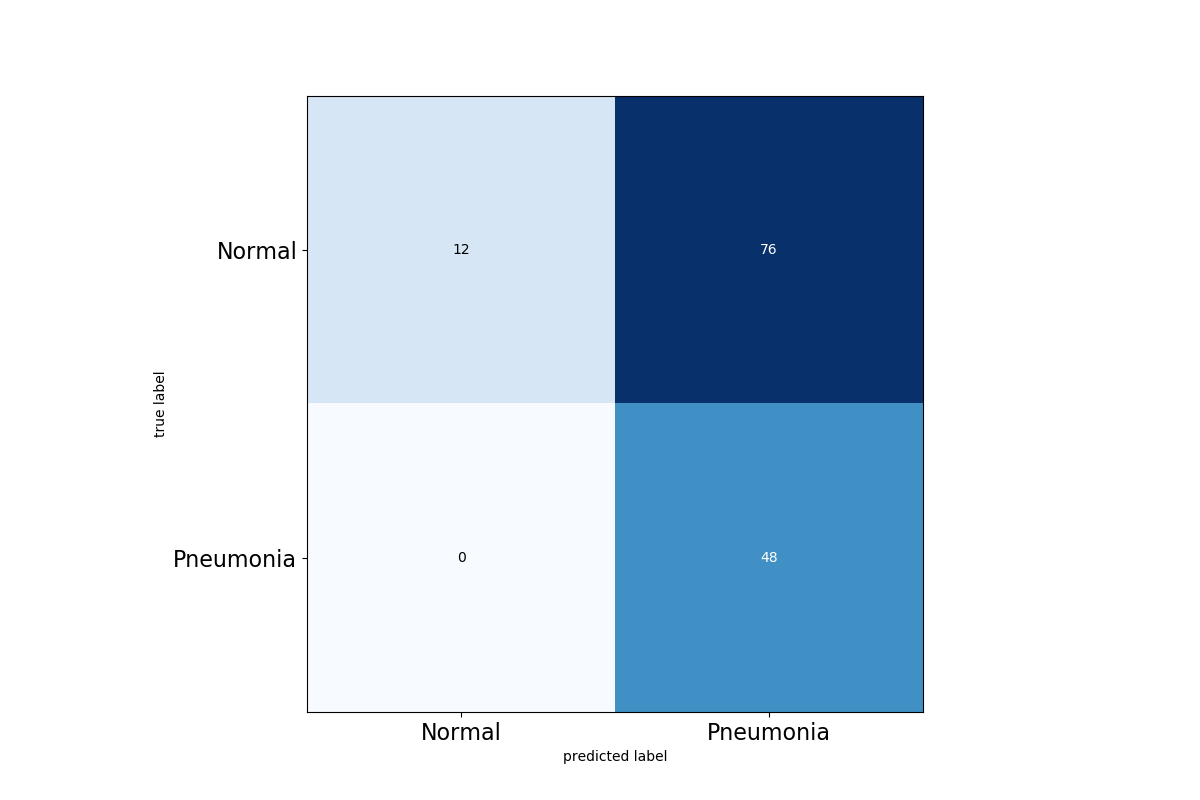 Normal
12
76
true label
Pneumonia
0
48
Normal
Pneumonia
predicted label